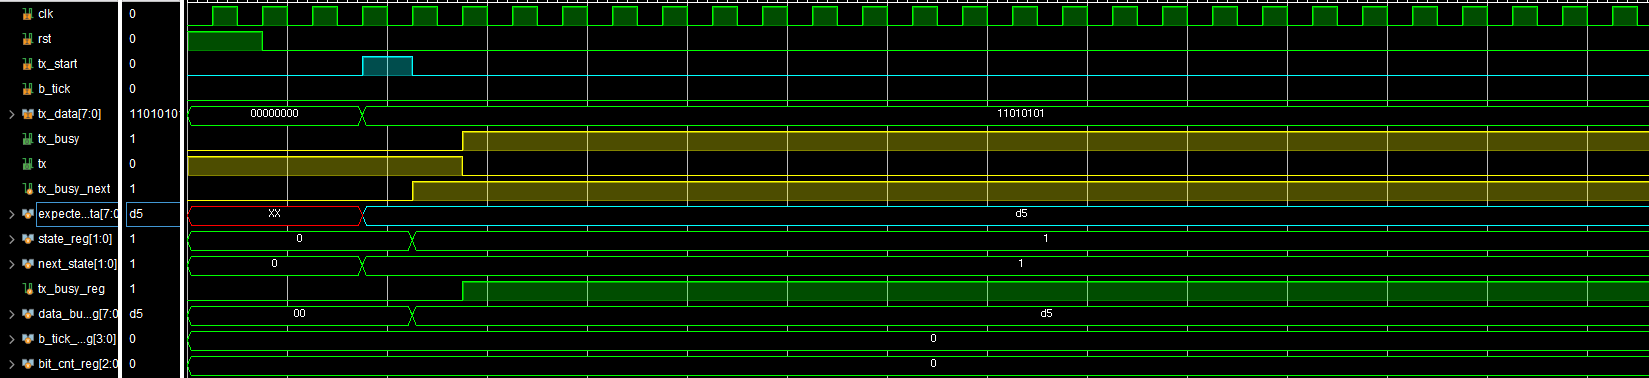 clk 0
rst 0
tx_start 0
b_tick 0
tx_data[7:0] 11010101 00000000 11010101
tx_busy 1
tx 0
tx_busy_next 1
expecte...ta[7:0 d5 XX d5
state_reg[1:0] 1 0 1
next_state[1:0] 1 0 1
tx_busy_reg 1
data_bu...g[7:0 d5 00 d5
b_tick_...g[3:0] 0 0
bit_cnt_reg[2:0 0 0